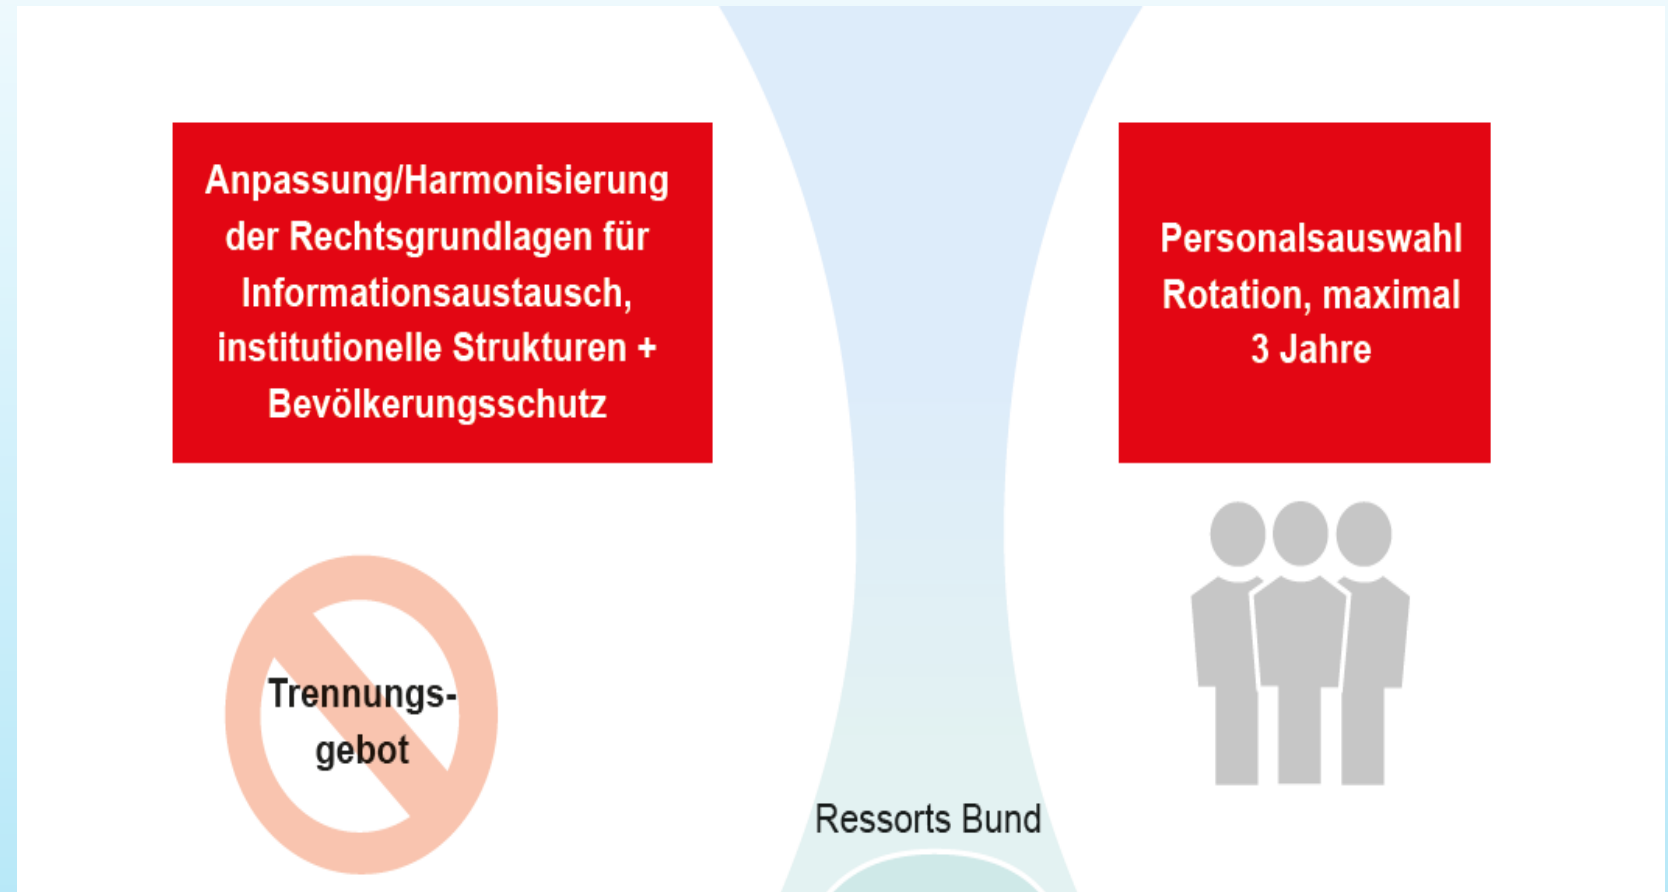 Anpassung/Harmonisierung
der Rechtsgrundlagen für
Informationsaustausch,
institutionelle Strukturen +
Bevölkerungsschutz
Personalsauswahl
Rotation, maximal
3 Jahre
Trennungs-
gebot
Ressorts Bund